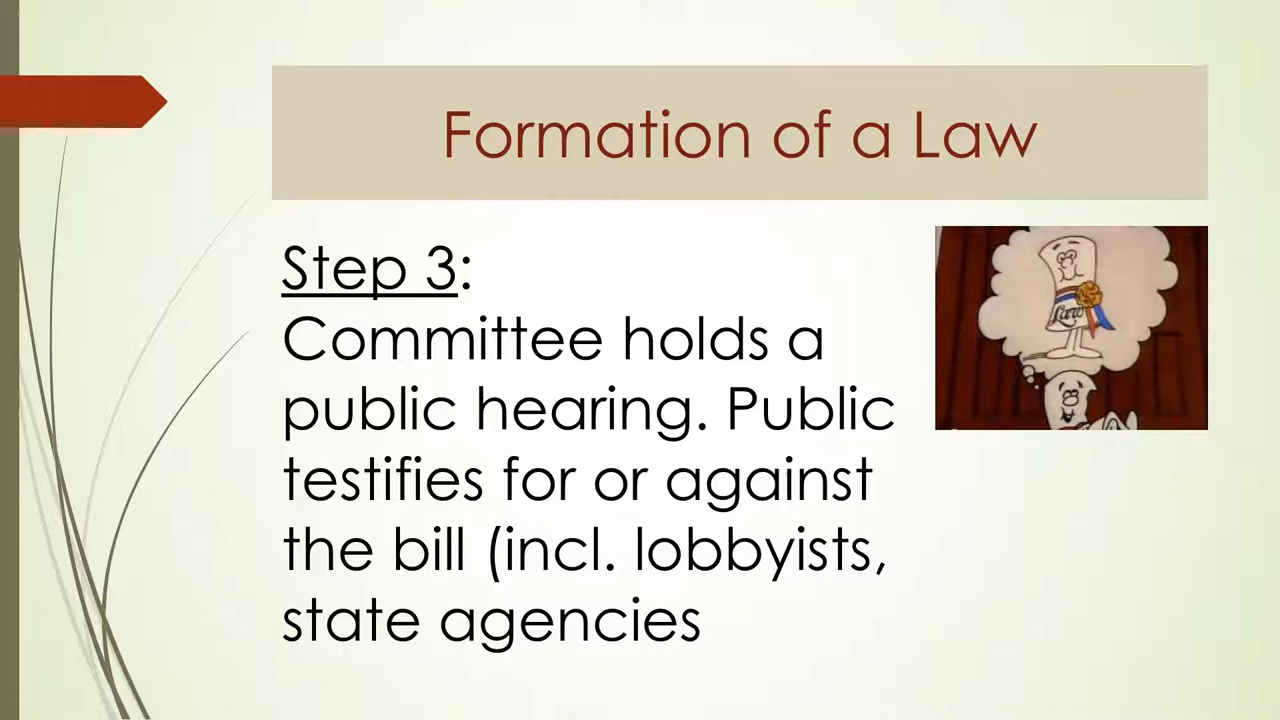 Formation of a Law
Step 3:
Committee holds a
public hearing. Public
testifies for or against
the bill (incl. lobbyists,
state agencies
Law